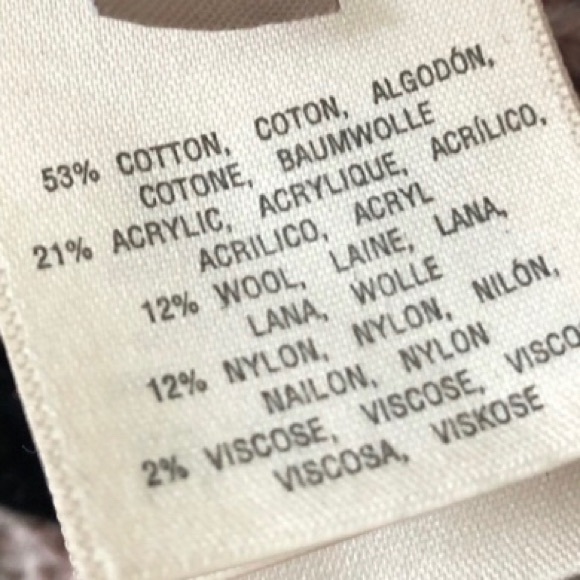 53% COTTON, COTON, ALGODÓN,
COTONE, BAUMWOLLE
21% ACRYLIC, ACRYLIQUE, ACRÍLICO,
ACRILICO, ACRYL
12% WOOL, LAINE, LANA,
LANA, WOLLE
12% NYLON, NYLON, NILÓN,
NAILON, NYLON
2% VISCOSE, VISCOSE,
VISCOSA, VISKOSE